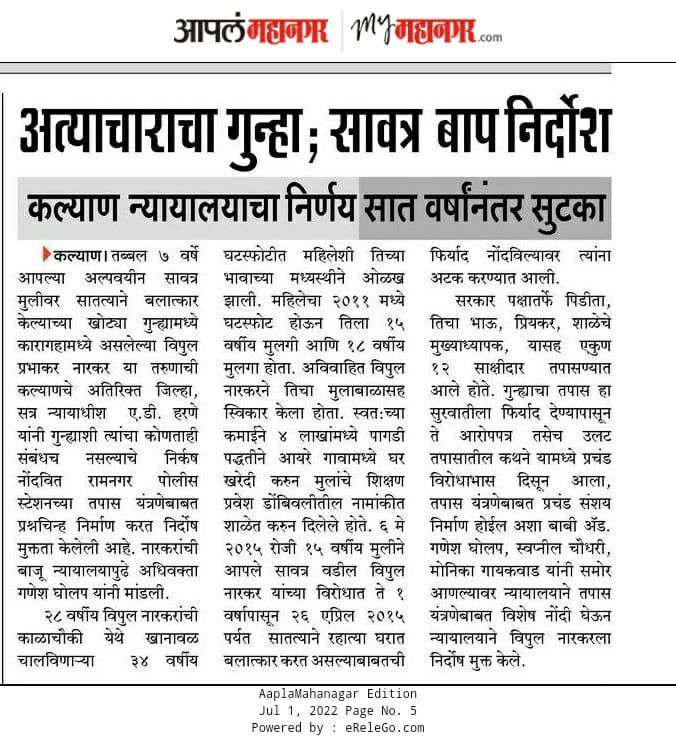 आपलं महानगर | My महानगर.com
अत्याचाराचा गुन्हा; सावत्र बाप निर्दोश
कल्याण न्यायालयाचा निर्णय सात वर्षांनंतर सुटका
कल्याण। तब्बल ७ वर्षे
आपल्या अल्पवयीन सावत्र
मुलीवर सातत्याने बलात्कार
केल्याच्या खोट्या गुन्ह्यामध्ये
कारागहामध्ये असलेल्या विपुल
प्रभाकर नारकर या तरुणाची
कल्याणचे अतिरिक्त जिल्हा,
सत्र न्यायाधीश ए.डी. हरणे
यांनी गुन्ह्याशी त्यांचा कोणताही
संबंधच नसल्याचे निर्कष
नोंदवित रामनगर पोलीस
स्टेशनच्या तपास यंत्रणेबाबत
प्रश्नचिन्ह निर्माण करत निर्दोष
मुक्तता केलेली आहे. नारकरांची
बाजू न्यायालयापुढे अधिवक्ता
गणेश घोलप यांनी मांडली.
२८ वर्षीय विपुल नारकरांची
काळाचौकी येथे खानावळ
चालविणाऱ्या ३४ वर्षीय
घटस्फोटीत महिलेशी तिच्या
भावाच्या मध्यस्थीने ओळख
झाली. महिलेचा २०११ मध्ये
घटस्फोट होऊन तिला १५
वर्षीय मुलगी आणि १८ वर्षीय
मुलगा होता. अविवाहित विपुल
नारकरने तिचा मुलाबाळासह
स्विकार केला होता. स्वत:च्या
कमाईने ४ लाखांमध्ये पागडी
पद्धतीने आयरे गावामध्ये घर
खरेदी करुन मुलांचे शिक्षण
प्रवेश डोंबिवलीतील नामांकीत
शाळेत करुन दिलेले होते. ६ मे
२०१५ रोजी १५ वर्षीय मुलीने
आपले सावत्र वडील विपुल
नारकर यांच्या विरोधात ते १
वर्षापासून २६ एप्रिल २०१५
पर्यत सातत्याने रहात्या घरात
बलात्कार करत असल्याबाबतची
फिर्याद नोंदविल्यावर त्यांना
अटक करण्यात आली.
सरकार पक्षातर्फे पिडीता,
तिचा भाऊ, प्रियकर, शाळेचे
मुख्याध्यापक, यासह एकुण
१२ साक्षीदार तपासण्यात
आले होते. गुन्ह्याचा तपास हा
सुरवातीला फिर्याद देण्यापासून
ते आरोपपत्र तसेच उलट
तपासातील कथने यामध्ये प्रचंड
विरोधाभास दिसून आला,
तपास यंत्रणेबाबत प्रचंड संशय
निर्माण होईल अशा बाबी ॲड.
गणेश घोलप, स्वप्नील चौधरी,
मोनिका गायकवाड यांनी समोर
आणल्यावर न्यायालयाने तपास
यंत्रणेबाबत विशेष नोंदी घेऊन
न्यायालयाने विपुल नारकरला
निर्दोष मुक्त केले.
AaplaMahanagar Edition
Jul 1, 2022 Page No. 5
Powered by : eReleGo.com